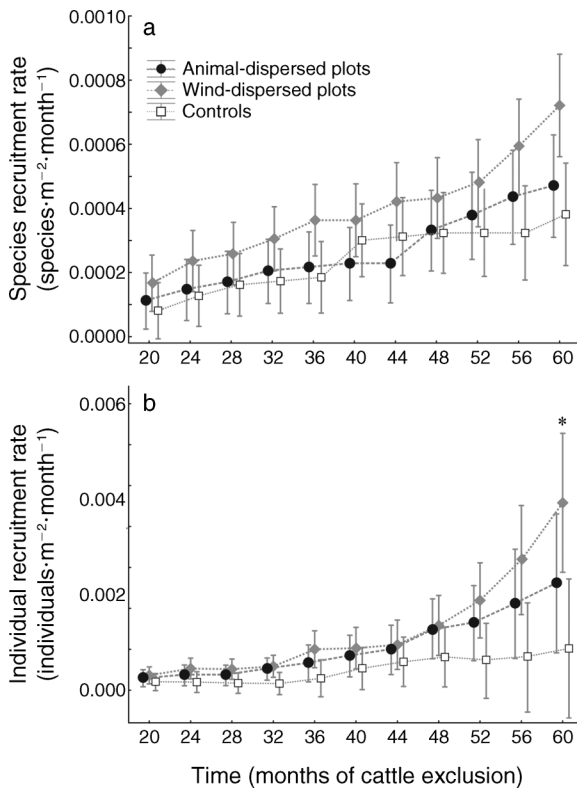 a
Species recruitment rate
(species·m⁻²·month⁻¹)
0.0010
0.0008
0.0006
0.0004
0.0002
0.0000
Animal-dispersed plots
Wind-dispersed plots
Controls
20 24 28 32 36 40 44 48 52 56 60
b
Individual recruitment rate
(individuals·m⁻²·month⁻¹)
0.006
0.004
0.002
0.000
*
20 24 28 32 36 40 44 48 52 56 60
Time (months of cattle exclusion)